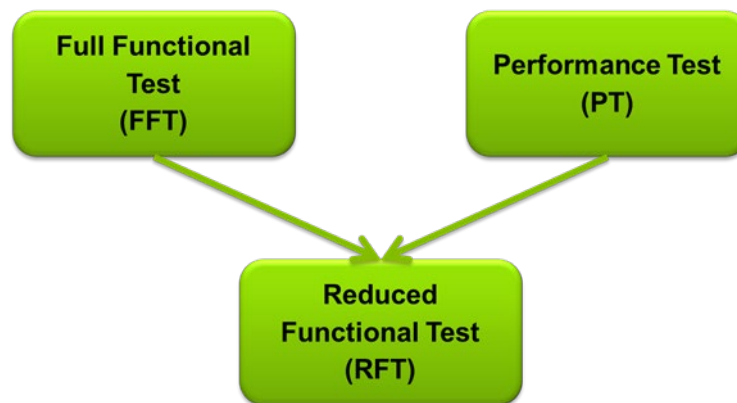 Full Functional
Test
(FFT)
Performance Test
(PT)
Reduced
Functional Test
(RFT)